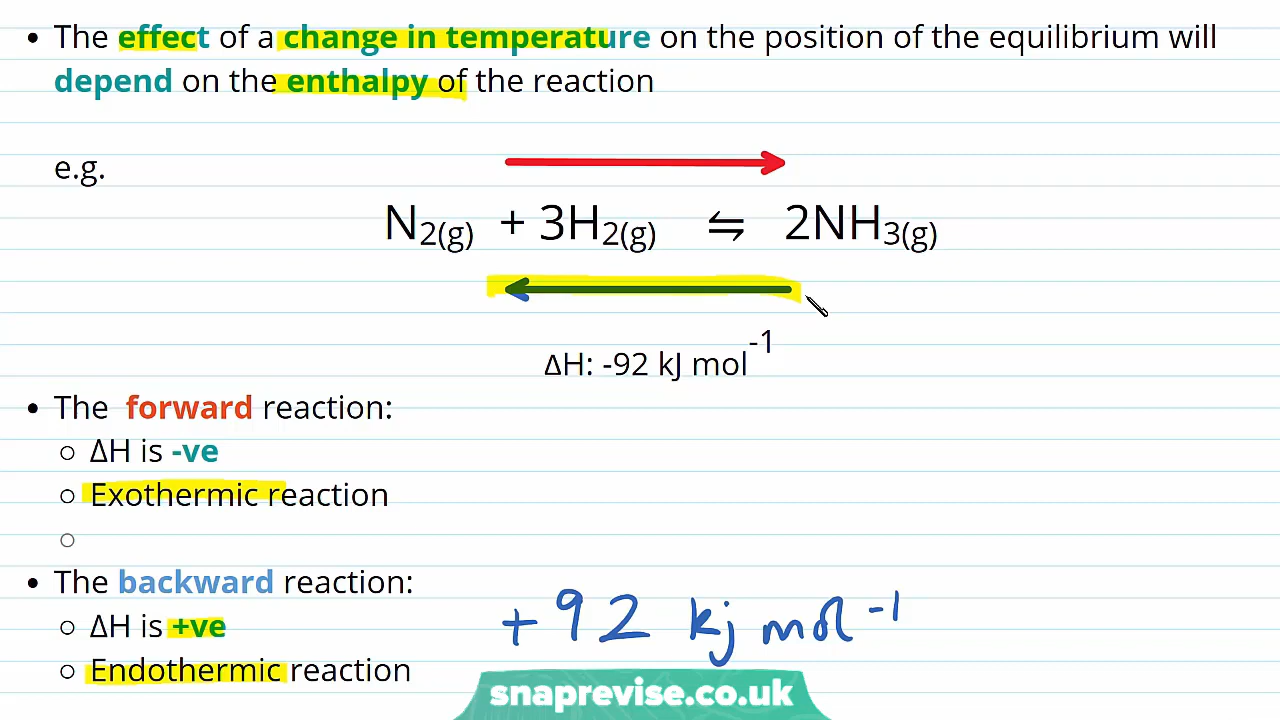 • The effect of a change in temperature on the position of the equilibrium will
depend on the enthalpy of the reaction
e.g.
N₂(g) + 3H₂(g) ⇋ 2NH₃(g)
ΔH: -92 kJ mol⁻¹
• The forward reaction:
○ ΔH is -ve
○ Exothermic reaction
○
• The backward reaction:
○ ΔH is +ve
+92 kj mol⁻¹
○ Endothermic reaction
snaprevise.co.uk